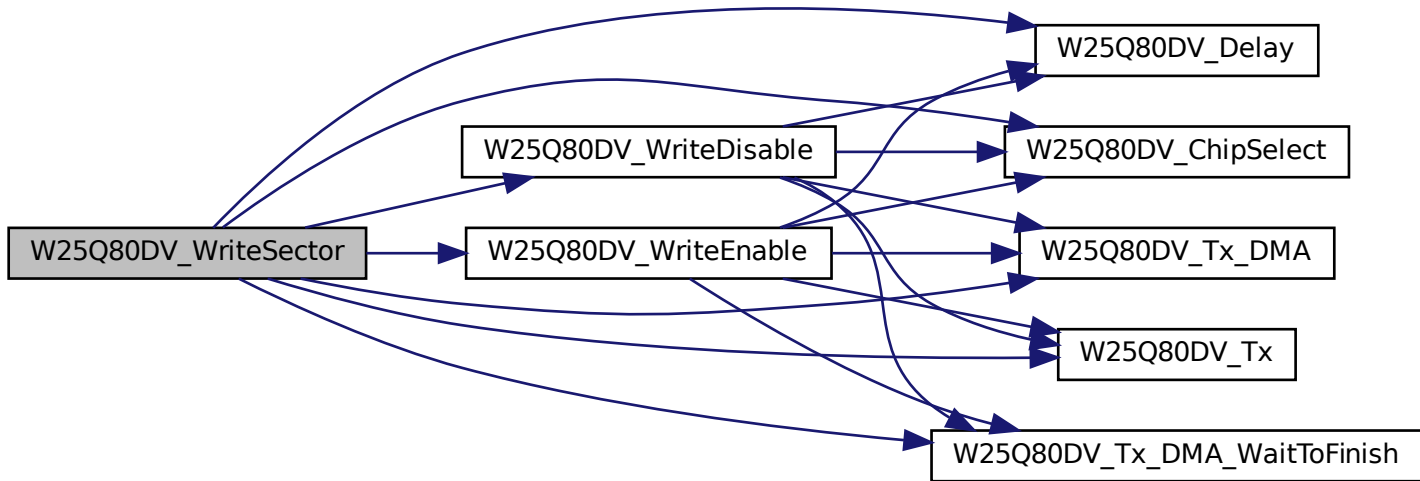 W25Q80DV_Delay
W25Q80DV_WriteDisable
W25Q80DV_ChipSelect
W25Q80DV_WriteSector
W25Q80DV_WriteEnable
W25Q80DV_Tx_DMA
W25Q80DV_Tx
W25Q80DV_Tx_DMA_WaitToFinish